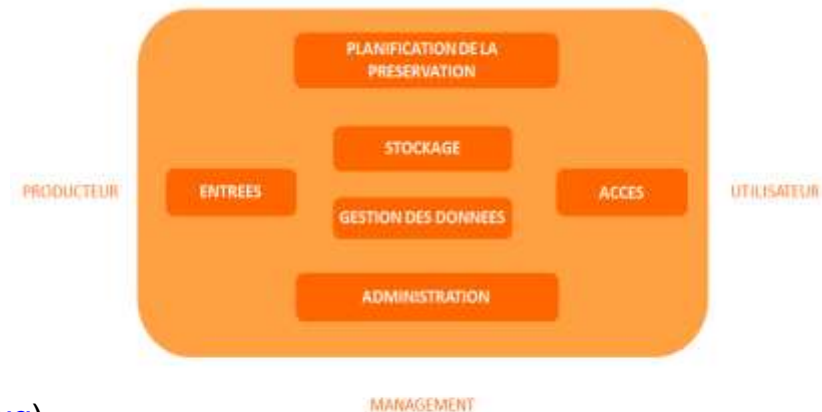 PLANIFICATION DE LA
PRESERVATION
STOCKAGE
PRODUCTEUR
ENTREES
ACCES
UTILISATEUR
GESTION DES DONNEES
ADMINISTRATION
MANAGEMENT